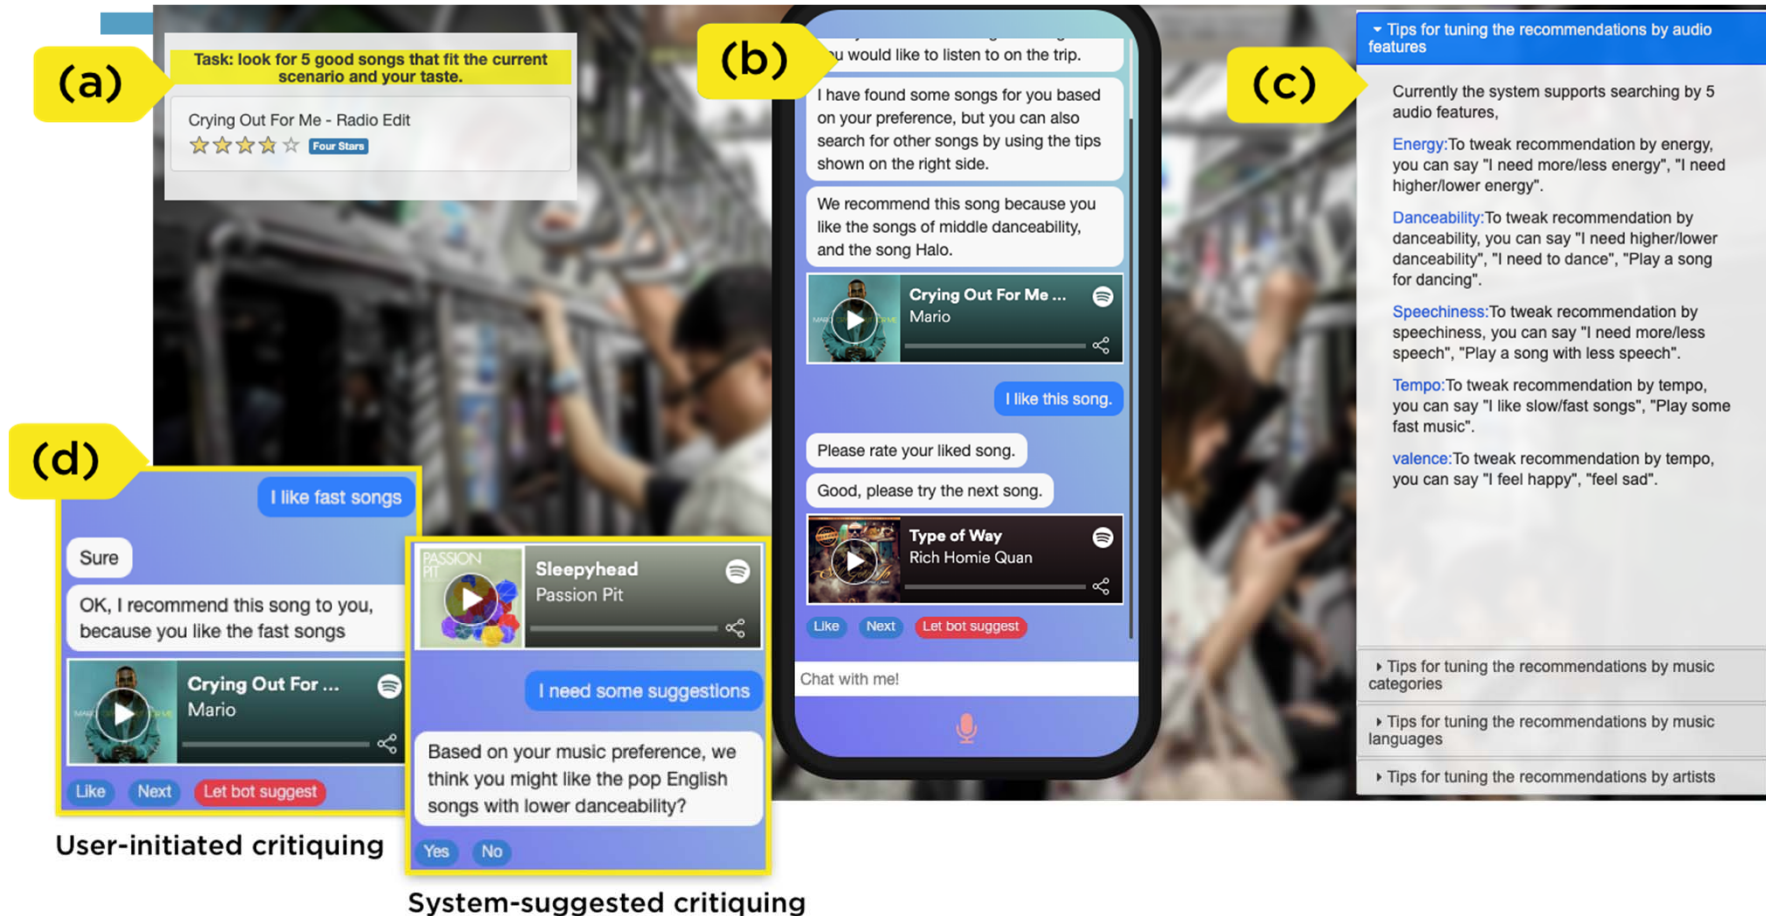 (a)
Task: look for 5 good songs that fit the current
scenario and your taste.
Crying Out For Me - Radio Edit
Four Stars
(b)
would like to listen to on the trip.
I have found some songs for you based
on your preference, but you can also
search for other songs by using the tips
shown on the right side.
We recommend this song because you
like the songs of middle danceability,
and the song Halo.
Crying Out For Me ...
Mario
I like this song.
Please rate your liked song.
Good, please try the next song.
Type of Way
Rich Homie Quan
Like
Next
Let bot suggest
Chat with me!
(c)
Tips for tuning the recommendations by audio
features
Currently the system supports searching by 5
audio features,
Energy:To tweak recommendation by energy,
you can say "I need more/less energy", "I need
higher/lower energy".
Danceability:To tweak recommendation by
danceability, you can say "I need higher/lower
danceability", "I need to dance", "Play a song
for dancing".
Speechiness:To tweak recommendation by
speechiness, you can say "I need more/less
speech", "Play a song with less speech".
Tempo:To tweak recommendation by tempo,
you can say "I like slow/fast songs", "Play some
fast music".
valence:To tweak recommendation by tempo,
you can say "I feel happy", "feel sad".
Tips for tuning the recommendations by music
categories
Tips for tuning the recommendations by music
languages
Tips for tuning the recommendations by artists
(d)
I like fast songs
Sure
OK, I recommend this song to you,
because you like the fast songs
Crying Out For ...
Mario
Like
Next
Let bot suggest
User-initiated critiquing
PASSION
PIT
Sleepyhead
Passion Pit
I need some suggestions
Based on your music preference, we
think you might like the pop English
songs with lower danceability?
Yes
No
System-suggested critiquing